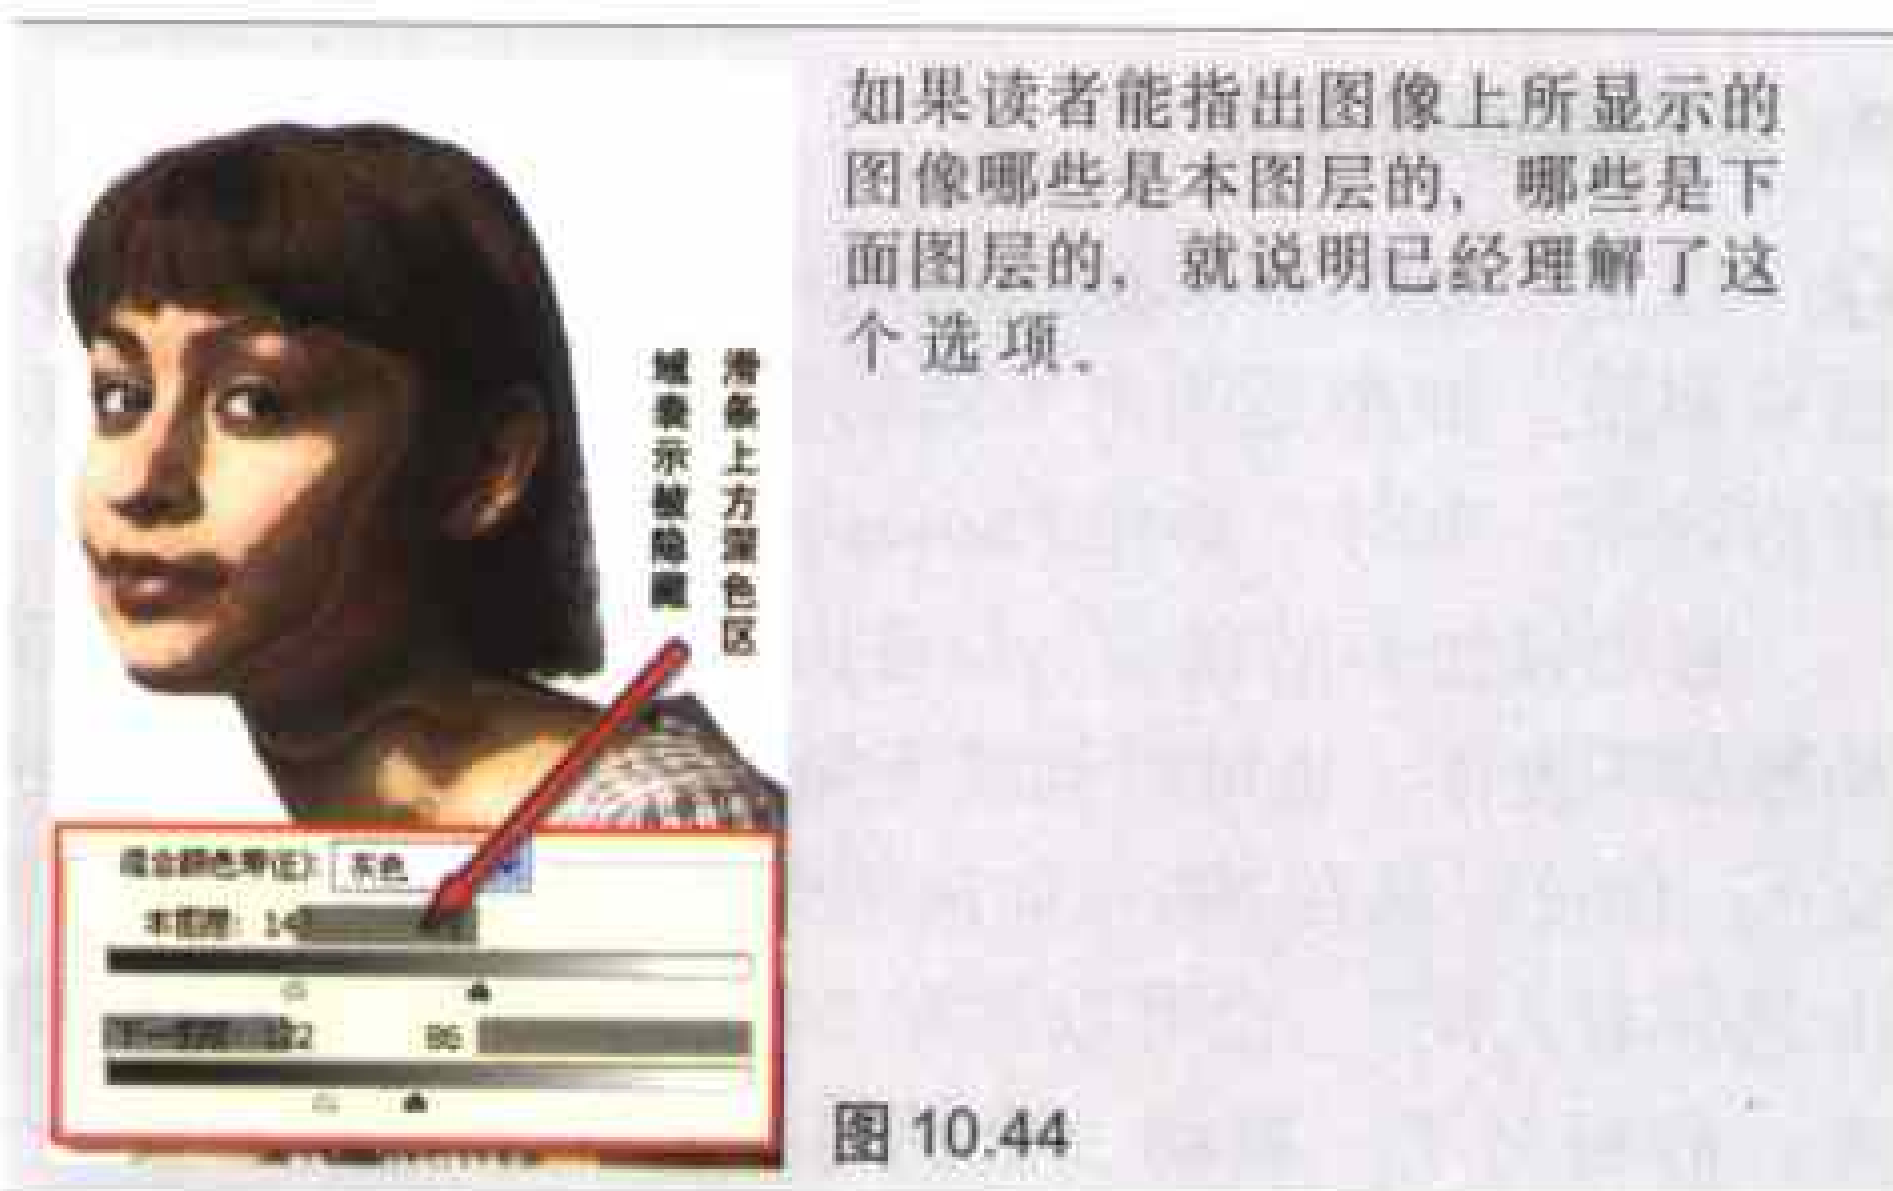 如果读者能指出图像上所显示的
图像哪些是本图层的，哪些是下
面图层的，就说明已经理解了这
个选项。
滑条上方深色区
域表示被隐藏
混合颜色带(E): 灰色
本图层: 14
下一图层: 122 86
图 10.44